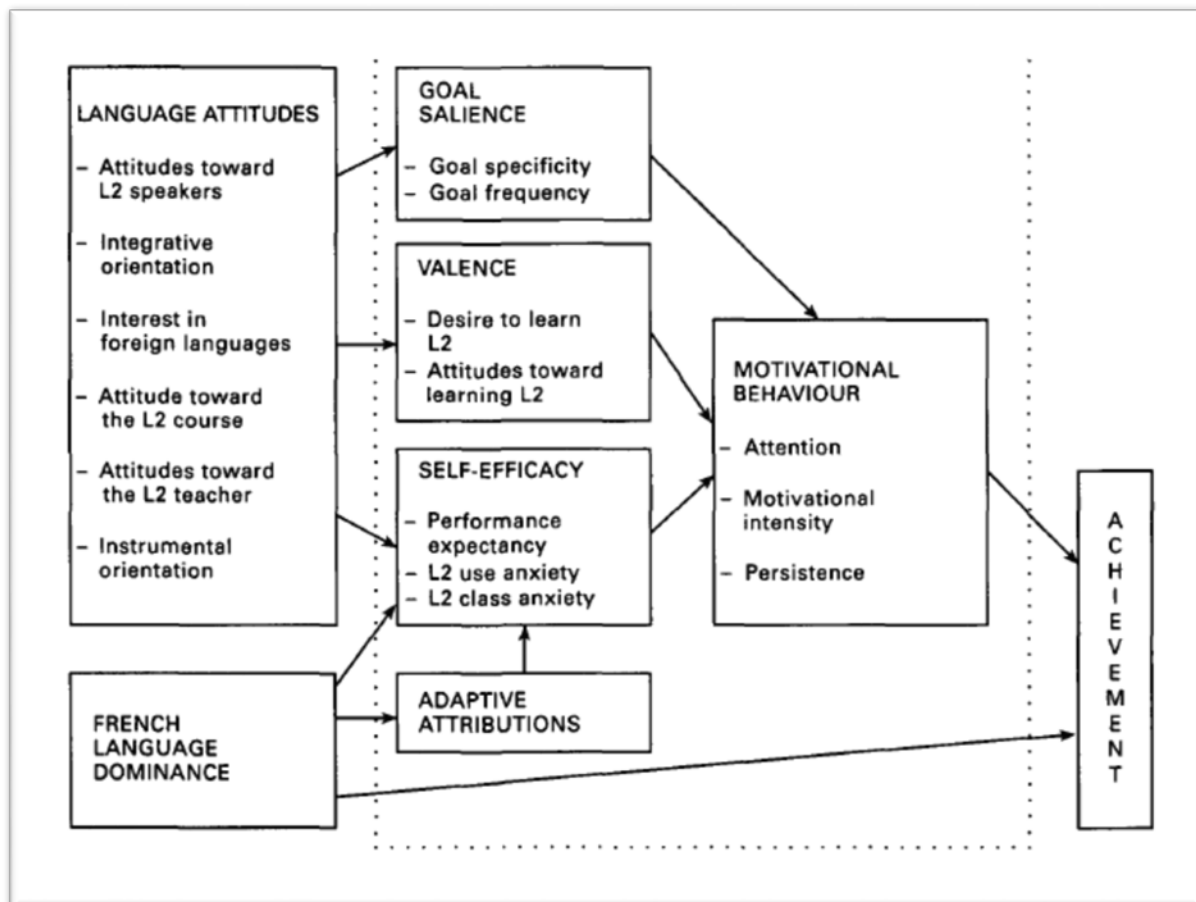 LANGUAGE ATTITUDES
– Attitudes toward
L2 speakers
– Integrative
orientation
– Interest in
foreign languages
– Attitude toward
the L2 course
– Attitudes toward
the L2 teacher
– Instrumental
orientation
FRENCH
LANGUAGE
DOMINANCE
GOAL
SALIENCE
– Goal specificity
– Goal frequency
VALENCE
– Desire to learn
L2
– Attitudes toward
learning L2
SELF-EFFICACY
– Performance
expectancy
– L2 use anxiety
– L2 class anxiety
ADAPTIVE
ATTRIBUTIONS
MOTIVATIONAL
BEHAVIOUR
– Attention
– Motivational
intensity
– Persistence
A
C
H
I
E
V
E
M
E
N
T